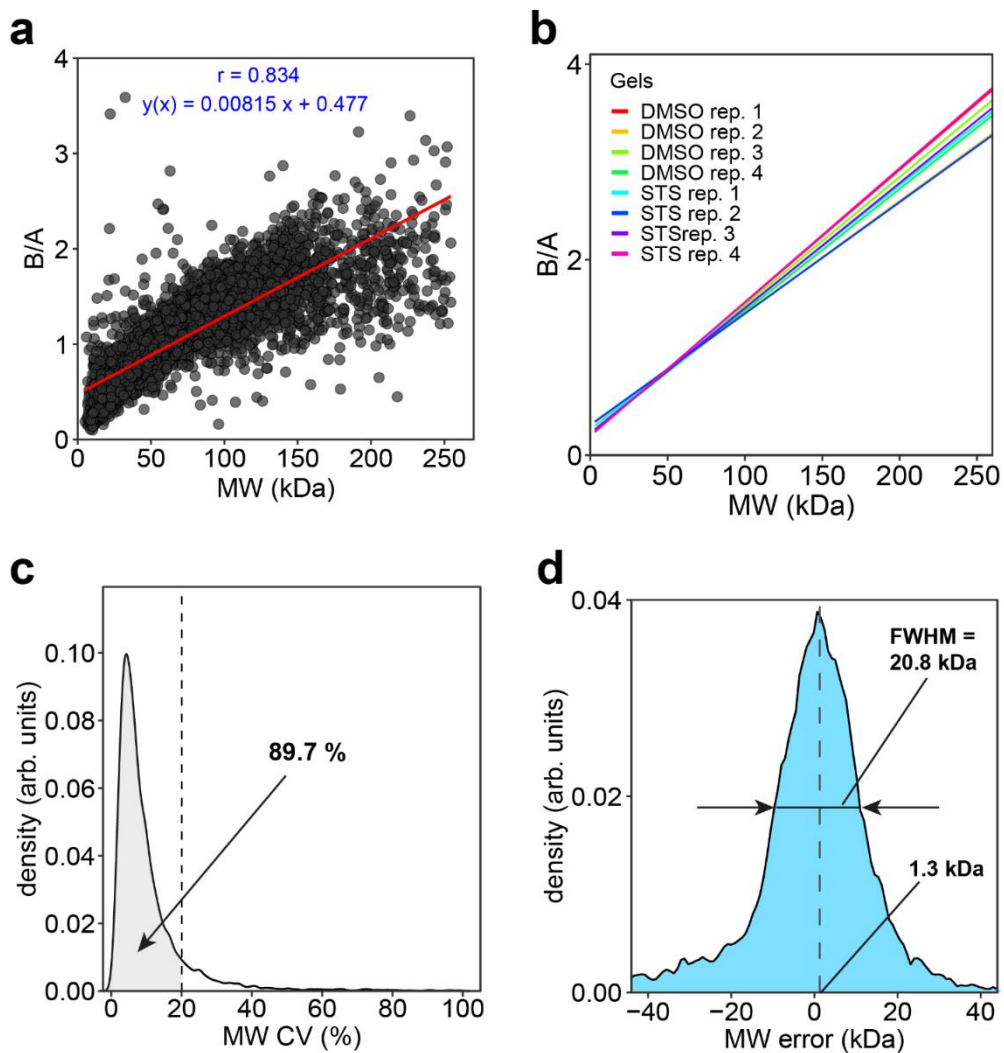 a
4
3
2
1
0
B/A
r = 0.834
y(x) = 0.00815 x + 0.477
0 50 100 150 200 250
MW (kDa)
b
4
2
0
B/A
Gels
DMSO rep. 1
DMSO rep. 2
DMSO rep. 3
DMSO rep. 4
STS rep. 1
STS rep. 2
STSrep. 3
STS rep. 4
0 50 100 150 200 250
MW (kDa)
c
0.10
0.08
0.06
0.04
0.02
0.00
density (arb. units)
89.7 %
0 20 40 60 80 100
MW CV (%)
d
0.04
0.02
0.00
density (arb. units)
FWHM =
20.8 kDa
1.3 kDa
−40 −20 0 20 40
MW error (kDa)